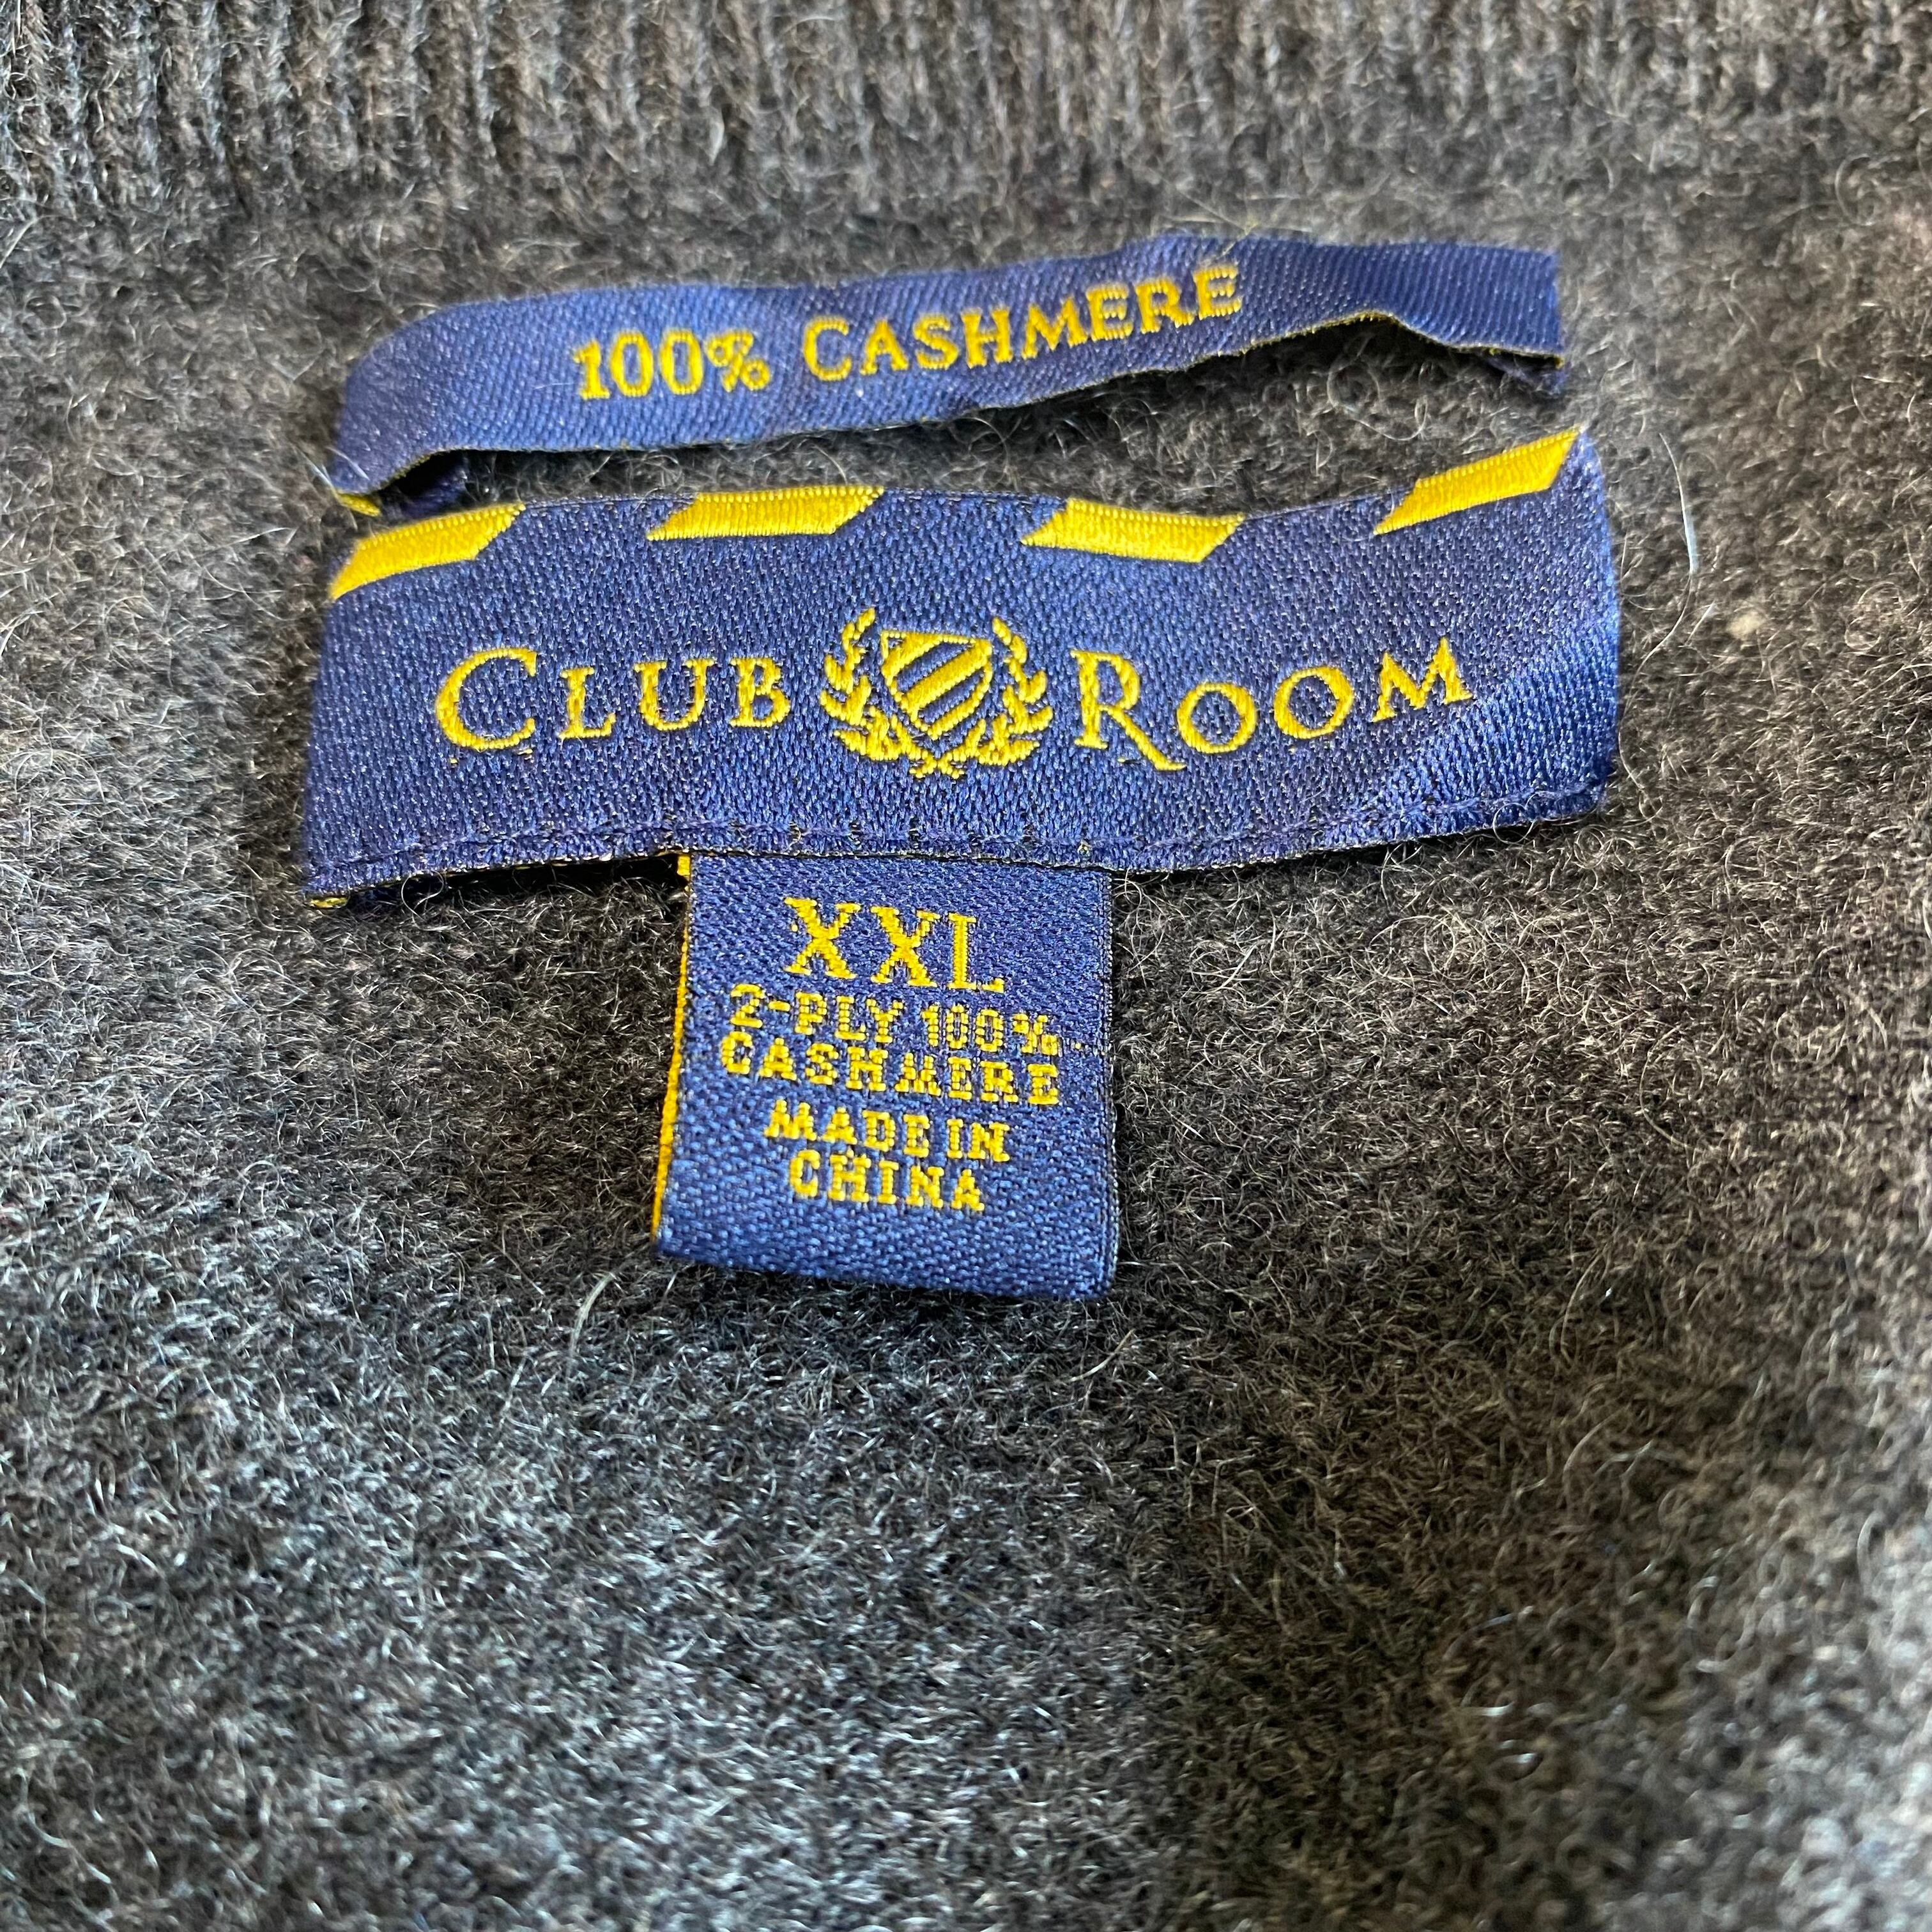 100% CASHMERE
CLUB ROOM
XXL
2-PLY 100%
CASHMERE
MADE IN
CHINA